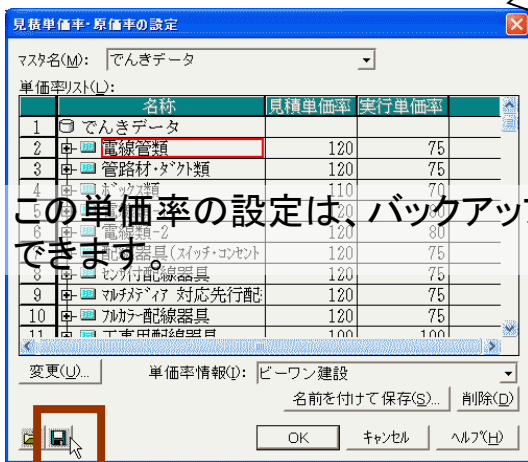 見積単価率・原価率の設定
マスタ名(M): でんきデータ
単価率リスト(L):
名称 見積単価率 実行単価率
1 でんきデータ
2 電線管類 120 75
3 管路材・ダクト類 120 75
4 ボックス類 110 70
この単価率の設定は、バックアップ
6 電線類-2 120 80
配線器具(スイッチ・コンセント 120 75
できます。
8 センサ付配線器具 120 75
9 マルチメディア 対応先行配 120 75
10 フルカラー配線器具 120 75
11 工事用配線器具 100 100
変更(U)... 単価率情報(I): ビーワン建設
名前を付けて保存(S)... 削除(D)
OK キャンセル ヘルプ(H)